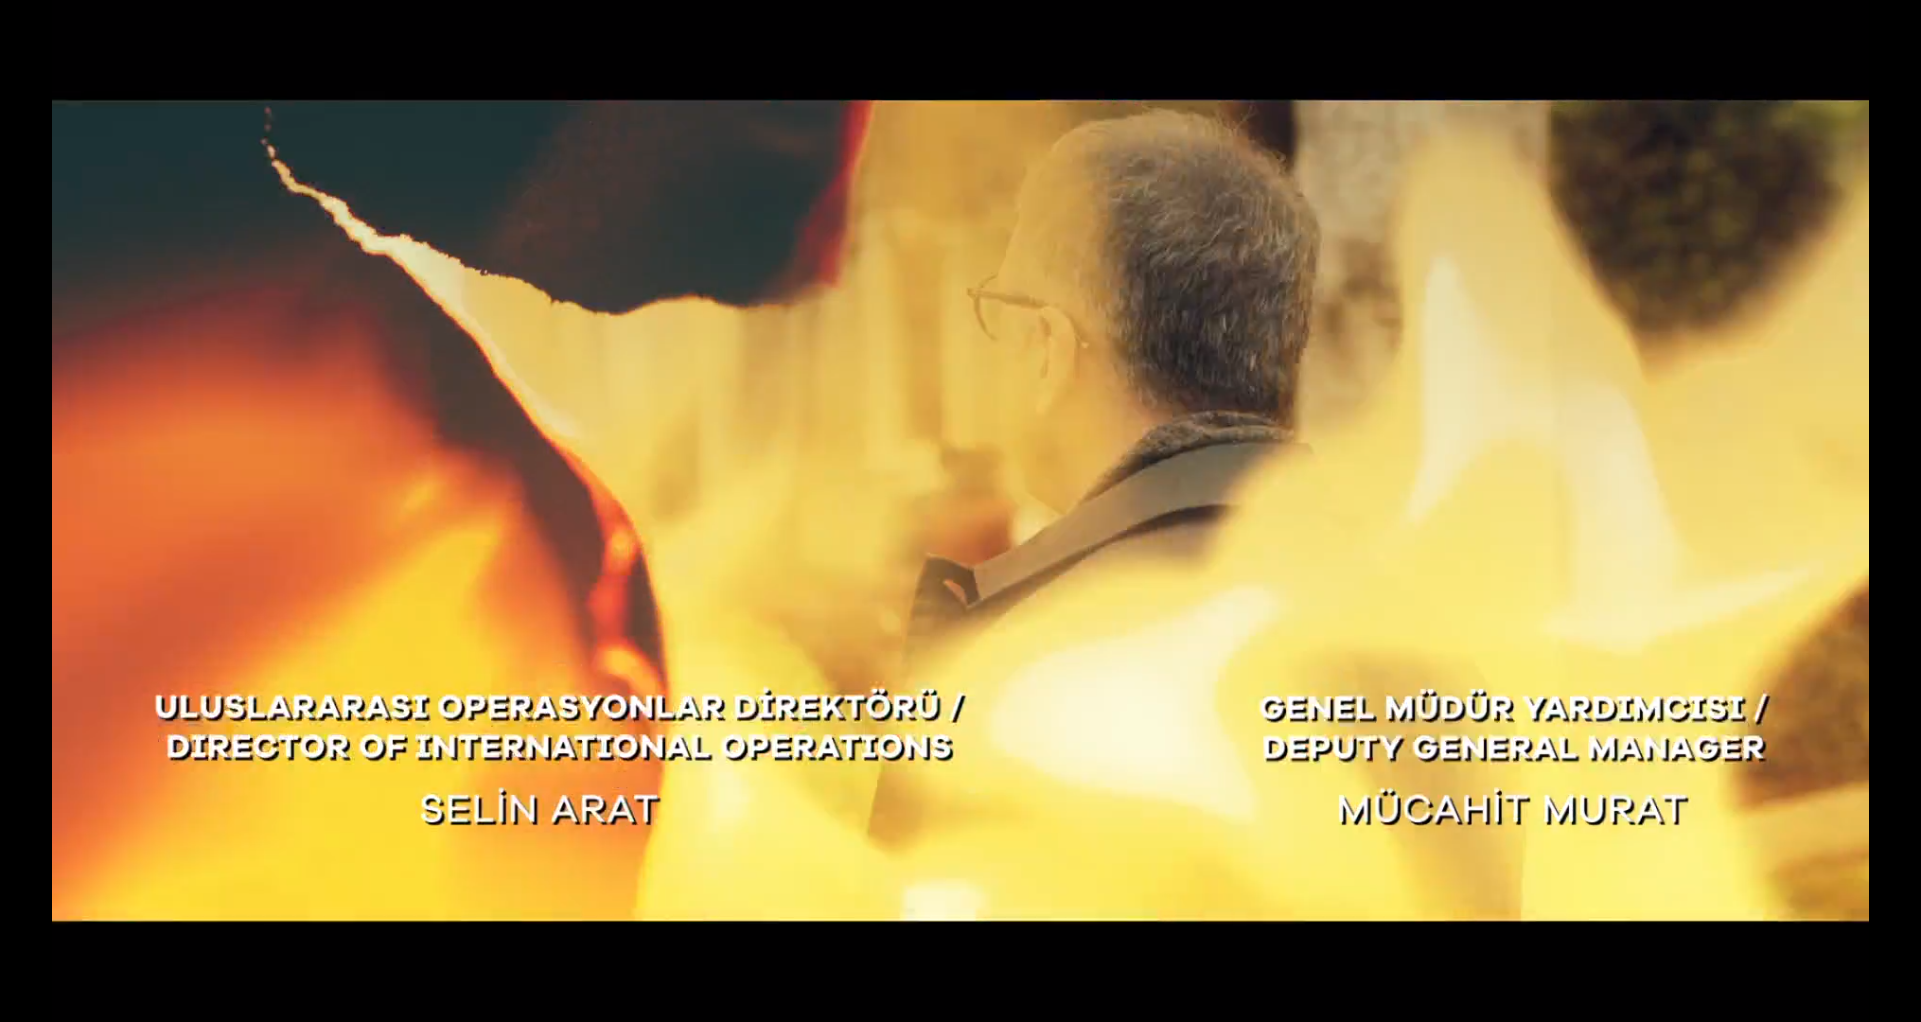 ULUSLARARASI OPERASYONLAR DİREKTÖRÜ /
DIRECTOR OF INTERNATIONAL OPERATIONS
SELİN ARAT
GENEL MÜDÜR YARDIMCISI /
DEPUTY GENERAL MANAGER
MÜCAHİT MURAT